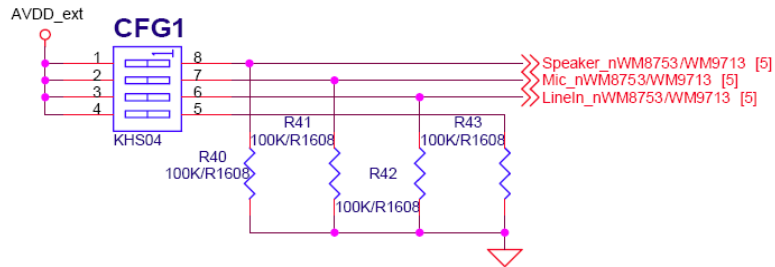 AVDD_ext
CFG1
1
1 8
2 7
3 6
4 5
KHS04
Speaker_nWM8753/WM9713 [5]
Mic_nWM8753/WM9713 [5]
LineIn_nWM8753/WM9713 [5]
R41
100K/R1608
R43
100K/R1608
R40
100K/R1608
R42
100K/R1608